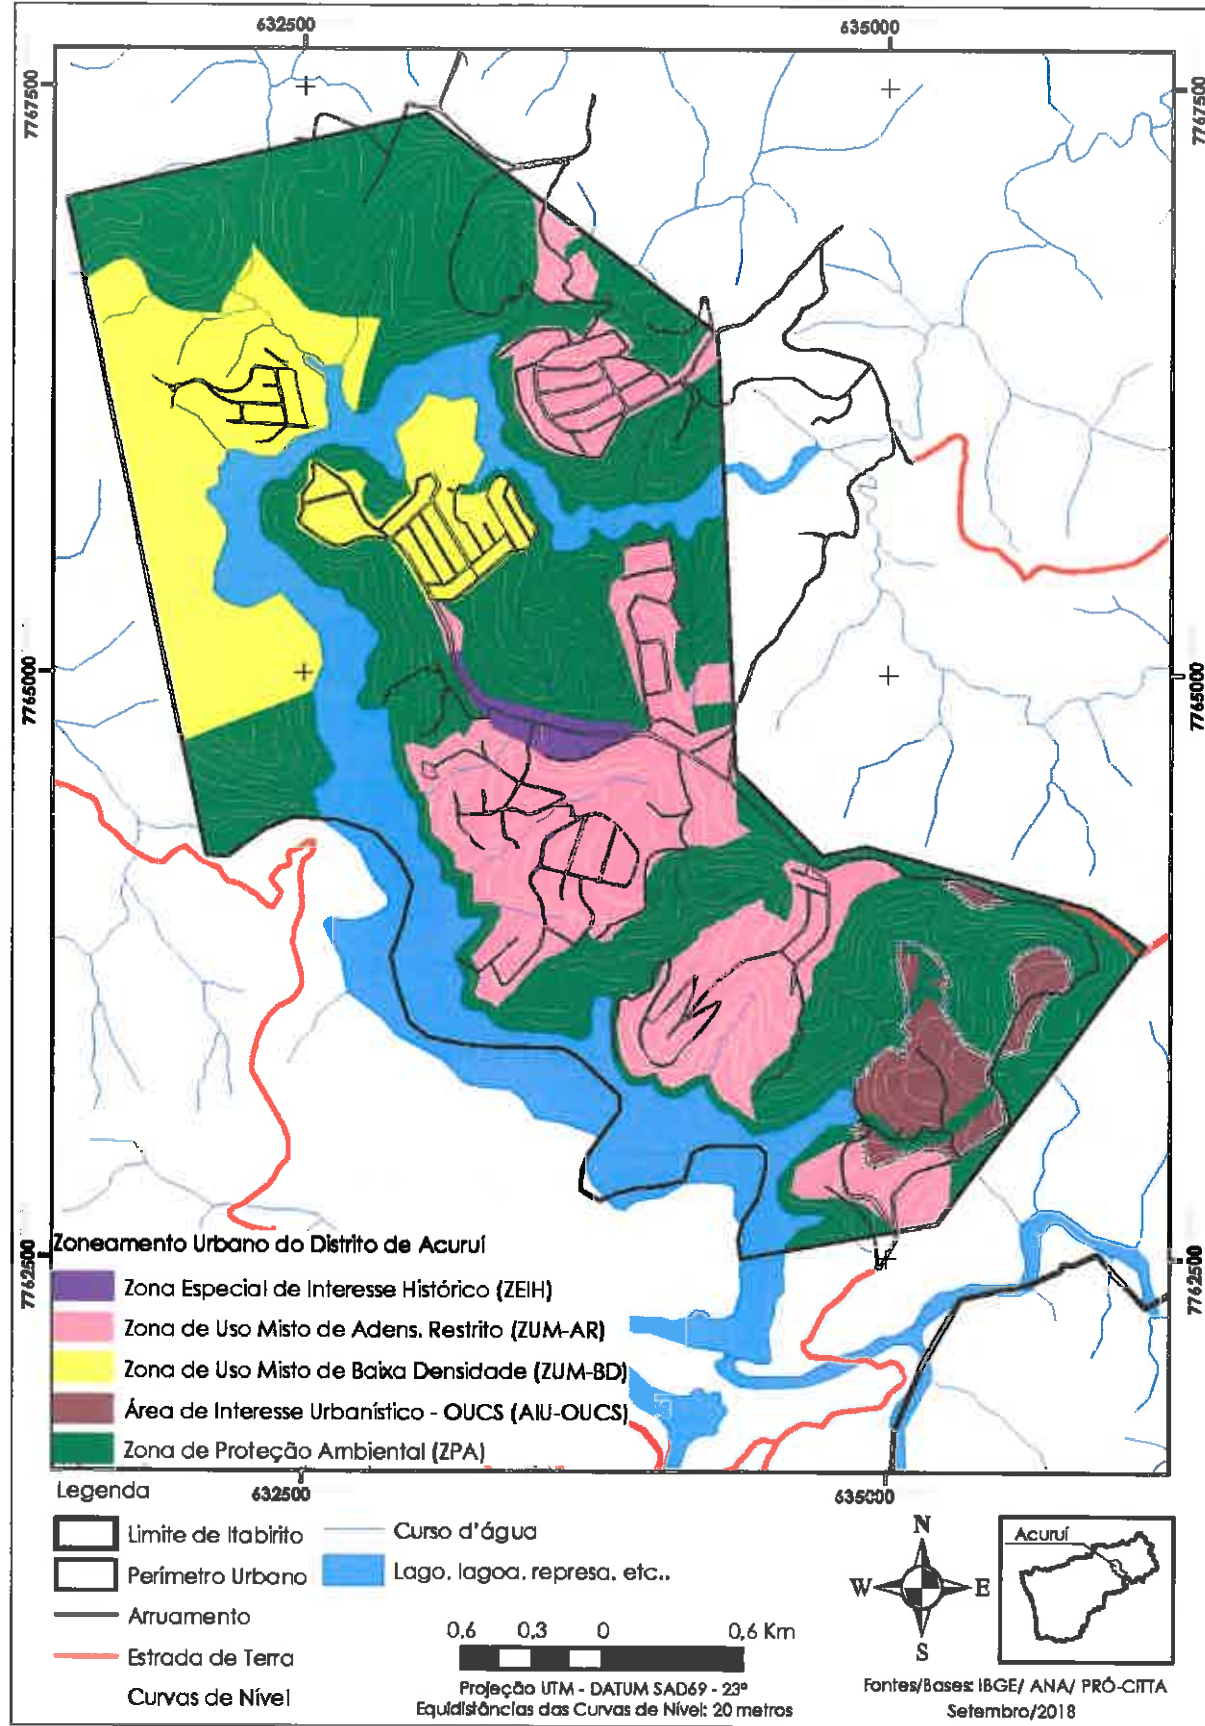 632500 635000
7767500 7767500
7765000 7765000
7762500 7762500
Zoneamento Urbano do Distrito de Acuruí
Zona Especial de Interesse Histórico (ZEIH)
Zona de Uso Misto de Adens. Restrito (ZUM-AR)
Zona de Uso Misto de Baixa Densidade (ZUM-BD)
Área de Interesse Urbanístico - OUCS (AIU-OUCS)
Zona de Proteção Ambiental (ZPA)
632500 635000
Legenda
Limite de Itabirito
Perímetro Urbano
Arruamento
Estrada de Terra
Curvas de Nível
Curso d'água
Lago, lagoa, represa, etc..
0,6 0,3 0 0,6 Km
Projeção UTM - DATUM SAD69 - 23º
Equidistâncias das Curvas de Nível: 20 metros
N
W E
S
Acuruí
Fontes/Bases: IBGE/ ANA/ PRÓ-CITTA
Setembro/2018